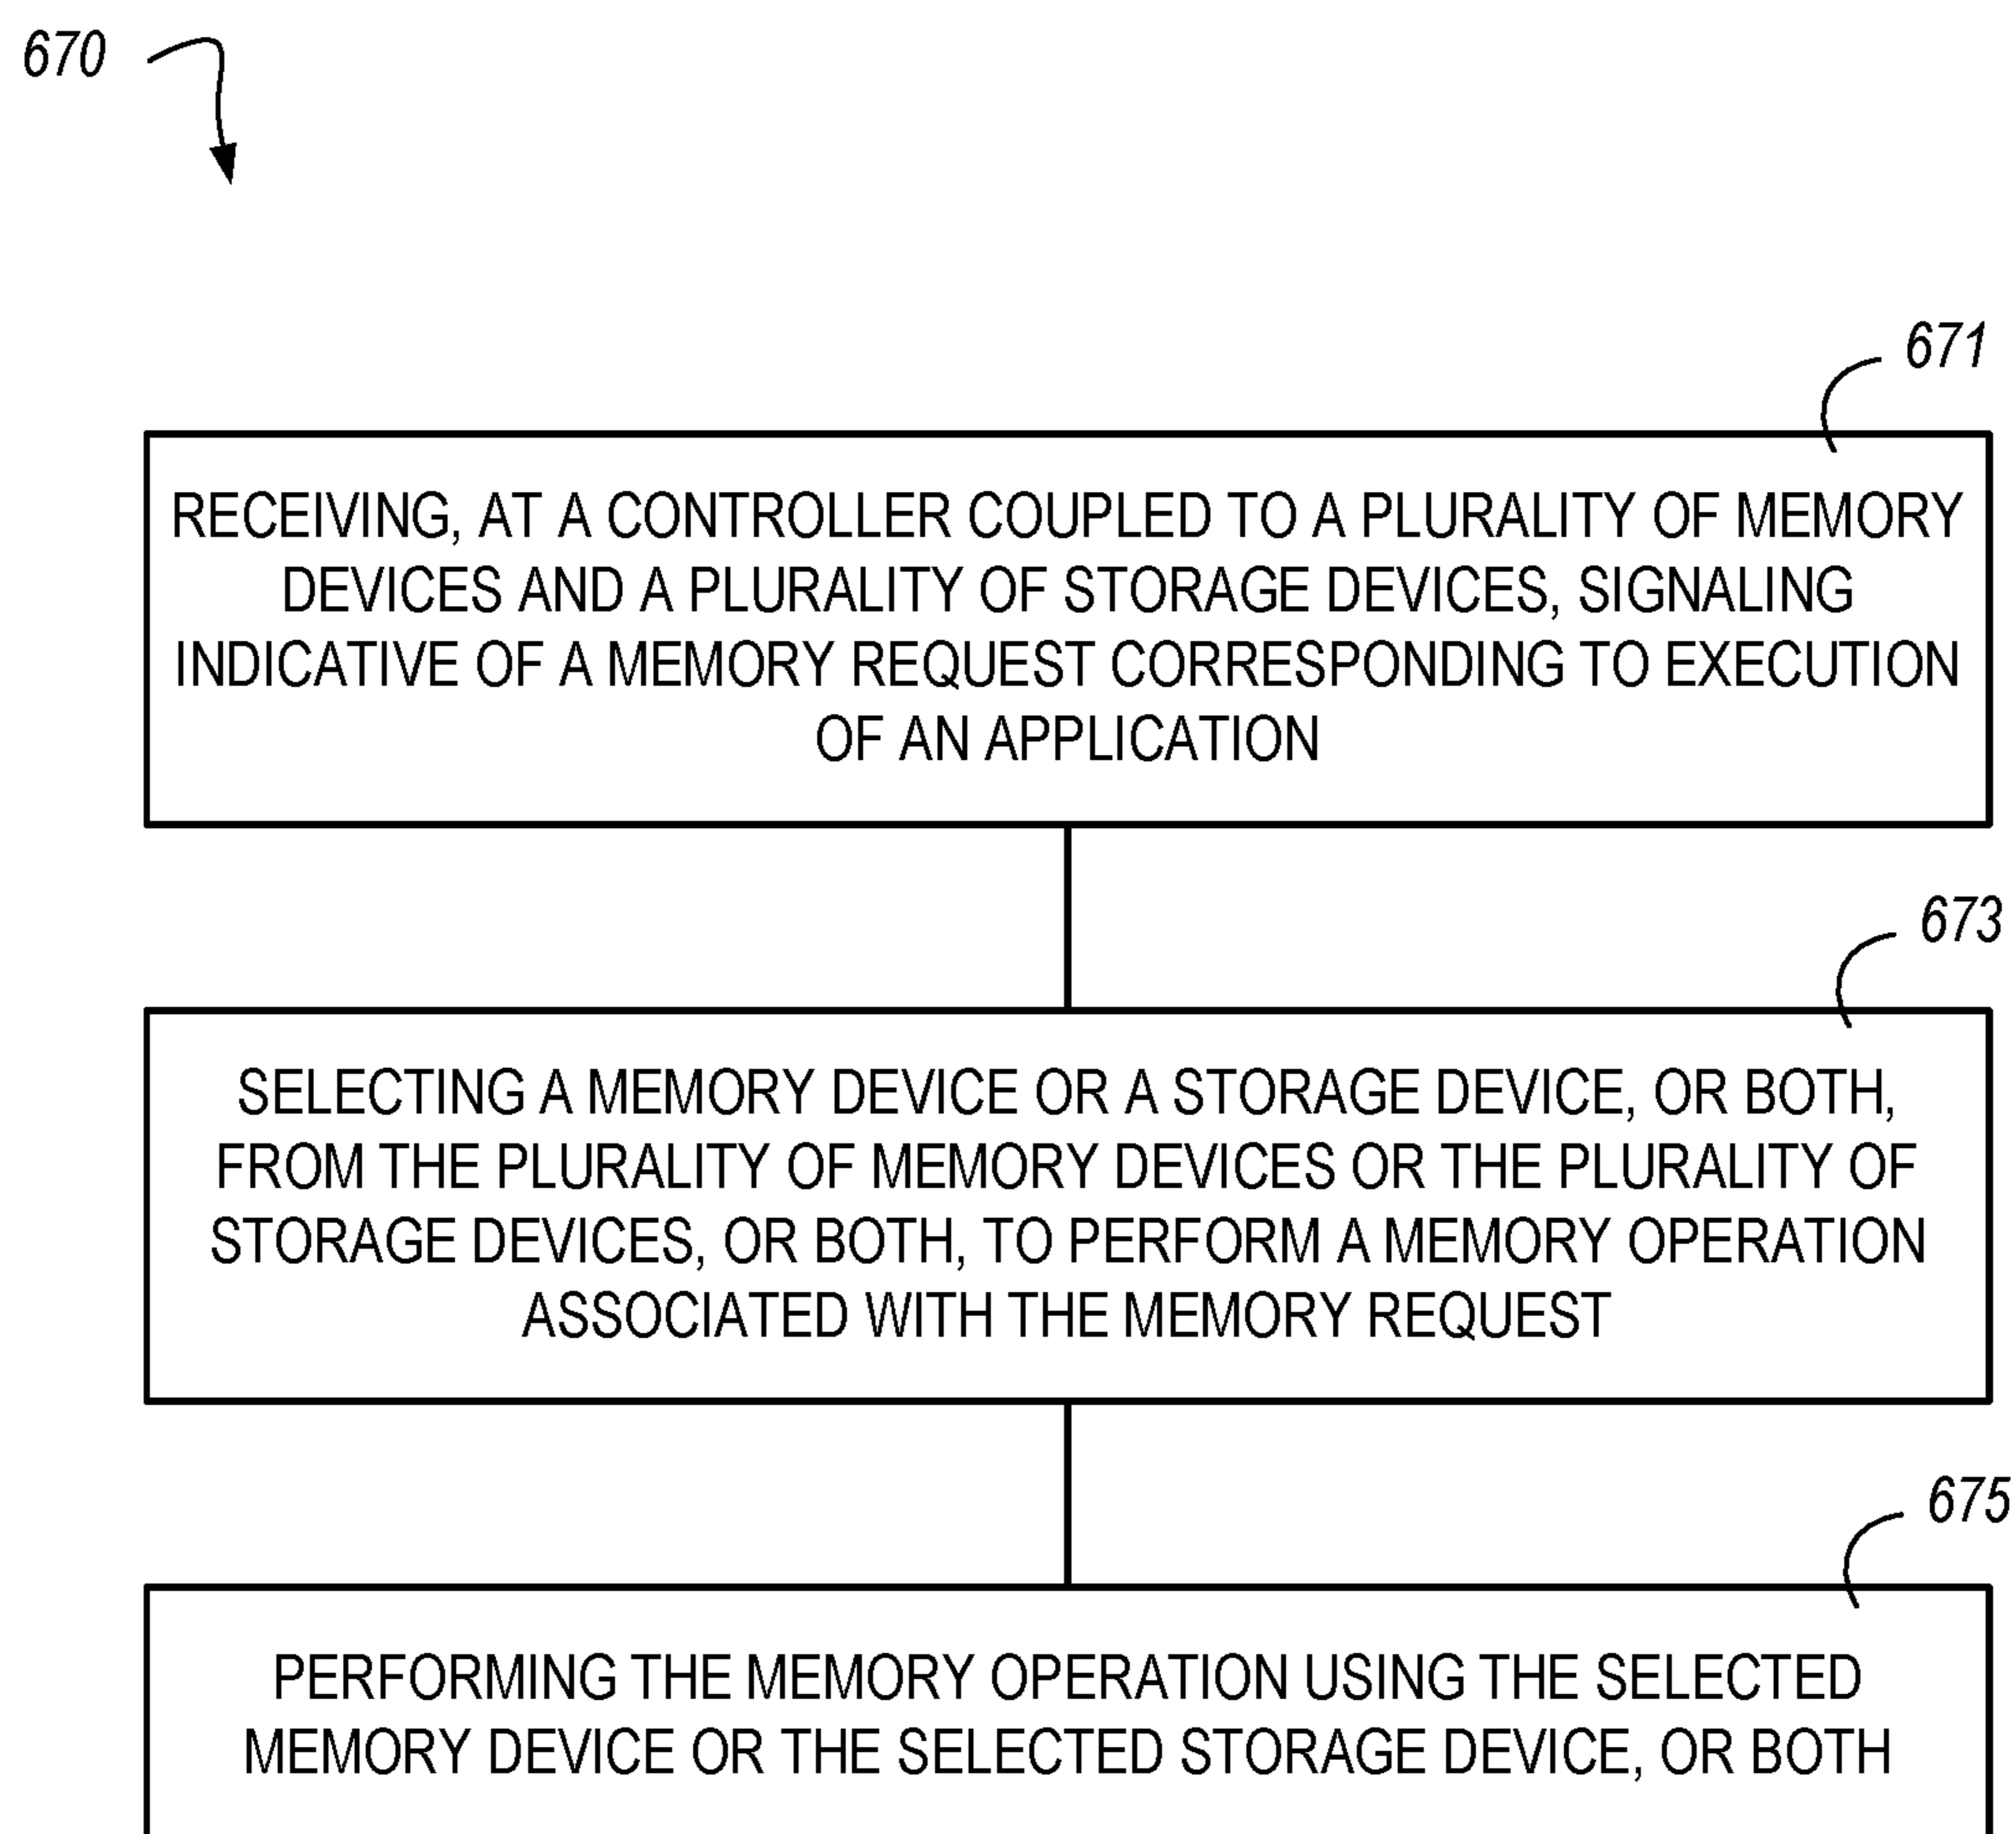 670
671
RECEIVING, AT A CONTROLLER COUPLED TO A PLURALITY OF MEMORY
DEVICES AND A PLURALITY OF STORAGE DEVICES, SIGNALING
INDICATIVE OF A MEMORY REQUEST CORRESPONDING TO EXECUTION
OF AN APPLICATION
673
SELECTING A MEMORY DEVICE OR A STORAGE DEVICE, OR BOTH,
FROM THE PLURALITY OF MEMORY DEVICES OR THE PLURALITY OF
STORAGE DEVICES, OR BOTH, TO PERFORM A MEMORY OPERATION
ASSOCIATED WITH THE MEMORY REQUEST
675
PERFORMING THE MEMORY OPERATION USING THE SELECTED
MEMORY DEVICE OR THE SELECTED STORAGE DEVICE, OR BOTH